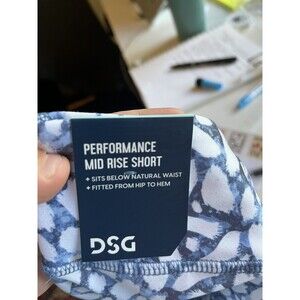 PERFORMANCE
MID RISE SHORT
+ SITS BELOW NATURAL WAIST
+ FITTED FROM HIP TO HEM
DSG